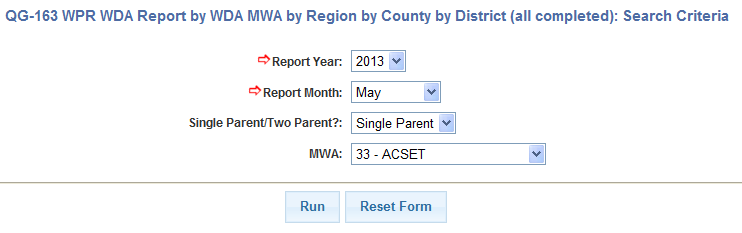 QG-163 WPR WDA Report by WDA MWA by Region by County by District (all completed): Search Criteria
Report Year: 2013
Report Month: May
Single Parent/Two Parent?: Single Parent
MWA: 33 - ACSET
Run Reset Form